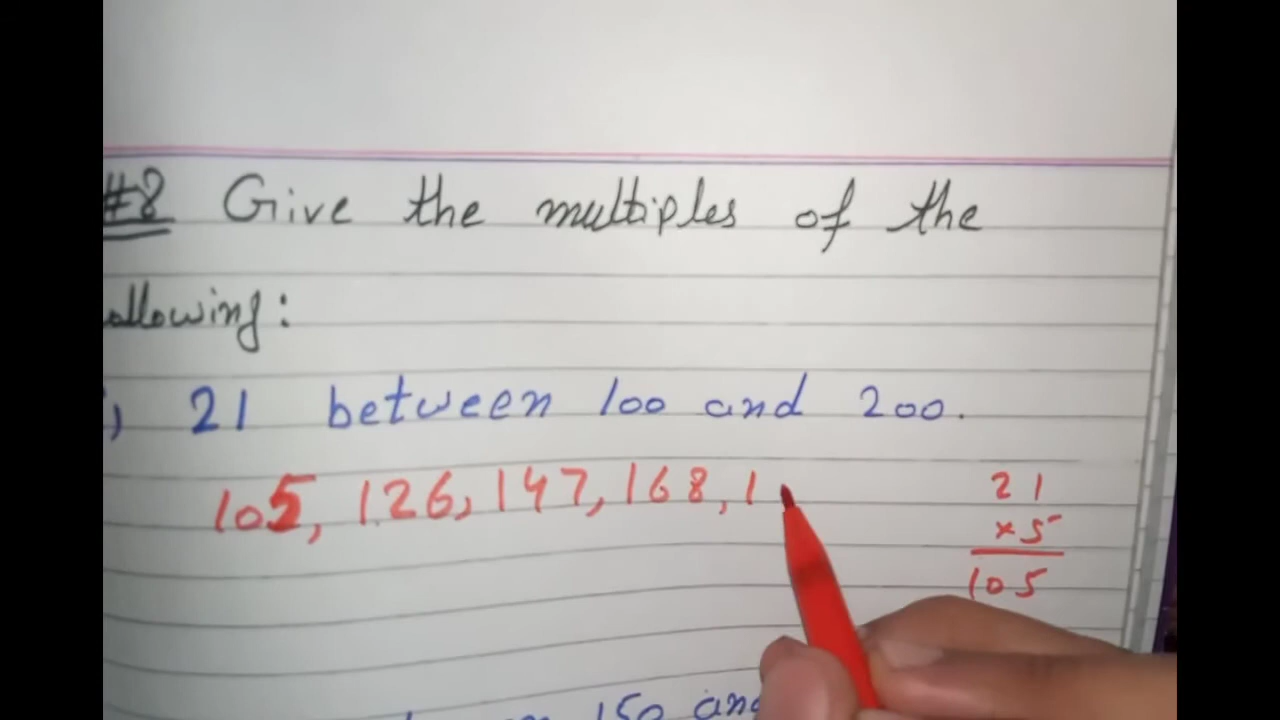 #8 Give the multiples of the
ollowing:
) 21 between 100 and 200.
105, 126, 147, 168, 1
21
×5
105
150 and